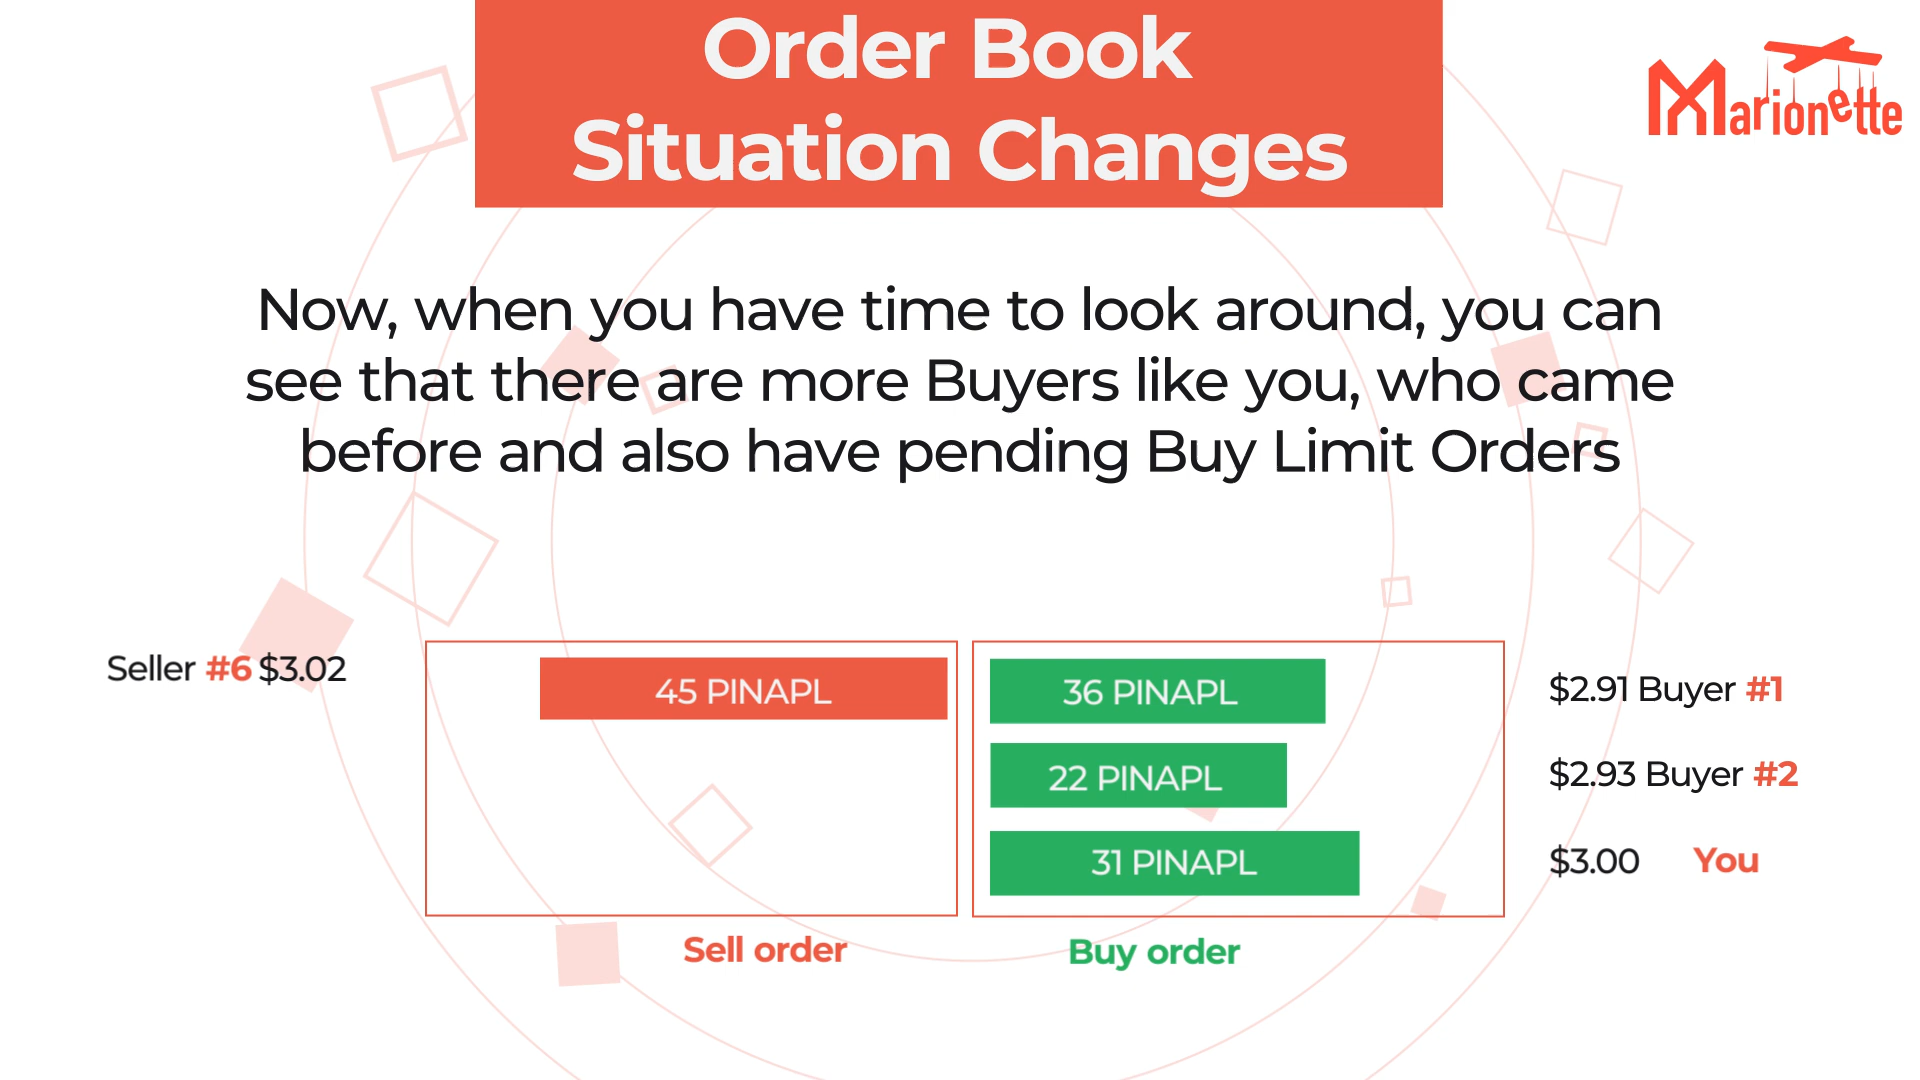 Order Book
Situation Changes
Marionette
Now, when you have time to look around, you can
see that there are more Buyers like you, who came
before and also have pending Buy Limit Orders
Seller #6 $3.02
45 PINAPL
36 PINAPL
$2.91 Buyer #1
22 PINAPL
$2.93 Buyer #2
31 PINAPL
$3.00 You
Sell order
Buy order